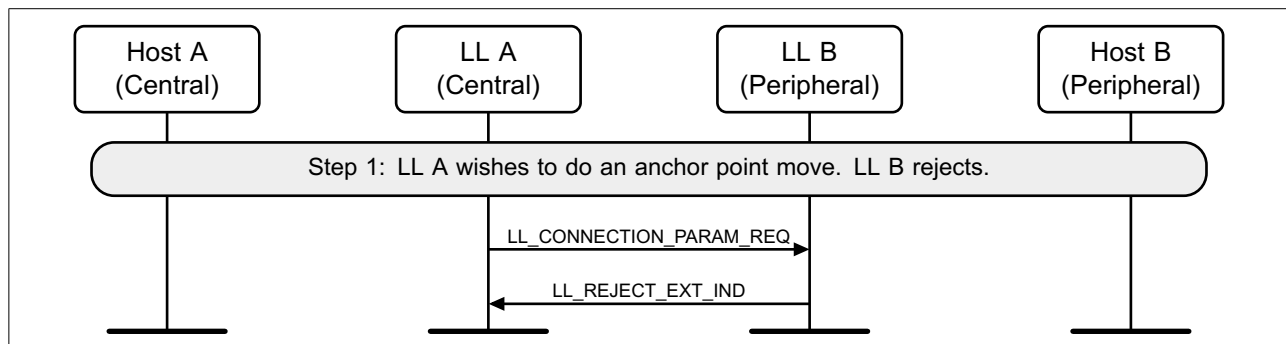 Host A
(Central)
LL A
(Central)
LL B
(Peripheral)
Host B
(Peripheral)
Step 1: LL A wishes to do an anchor point move. LL B rejects.
LL_CONNECTION_PARAM_REQ
LL_REJECT_EXT_IND